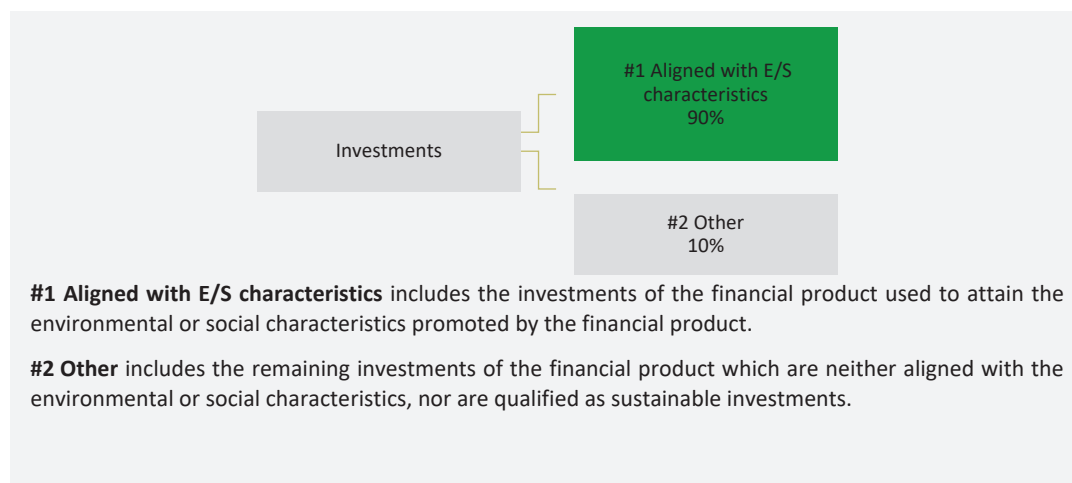 #1 Aligned with E/S
characteristics
90%
Investments
#2 Other
10%
#1 Aligned with E/S characteristics includes the investments of the financial product used to attain the
environmental or social characteristics promoted by the financial product.
#2 Other includes the remaining investments of the financial product which are neither aligned with the
environmental or social characteristics, nor are qualified as sustainable investments.